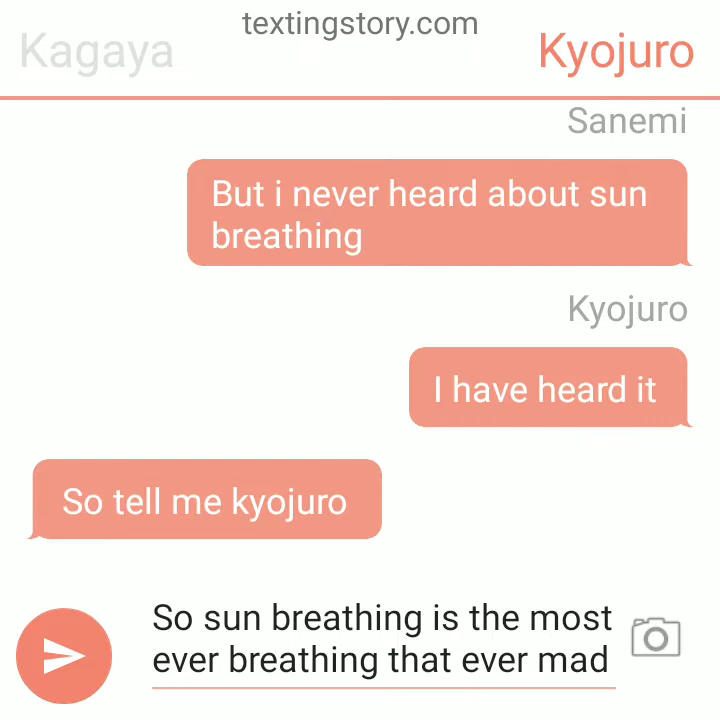 textingstory.com
Kagaya
Kyojuro
Sanemi
But i never heard about sun
breathing
Kyojuro
I have heard it
So tell me kyojuro
So sun breathing is the most
ever breathing that ever mad